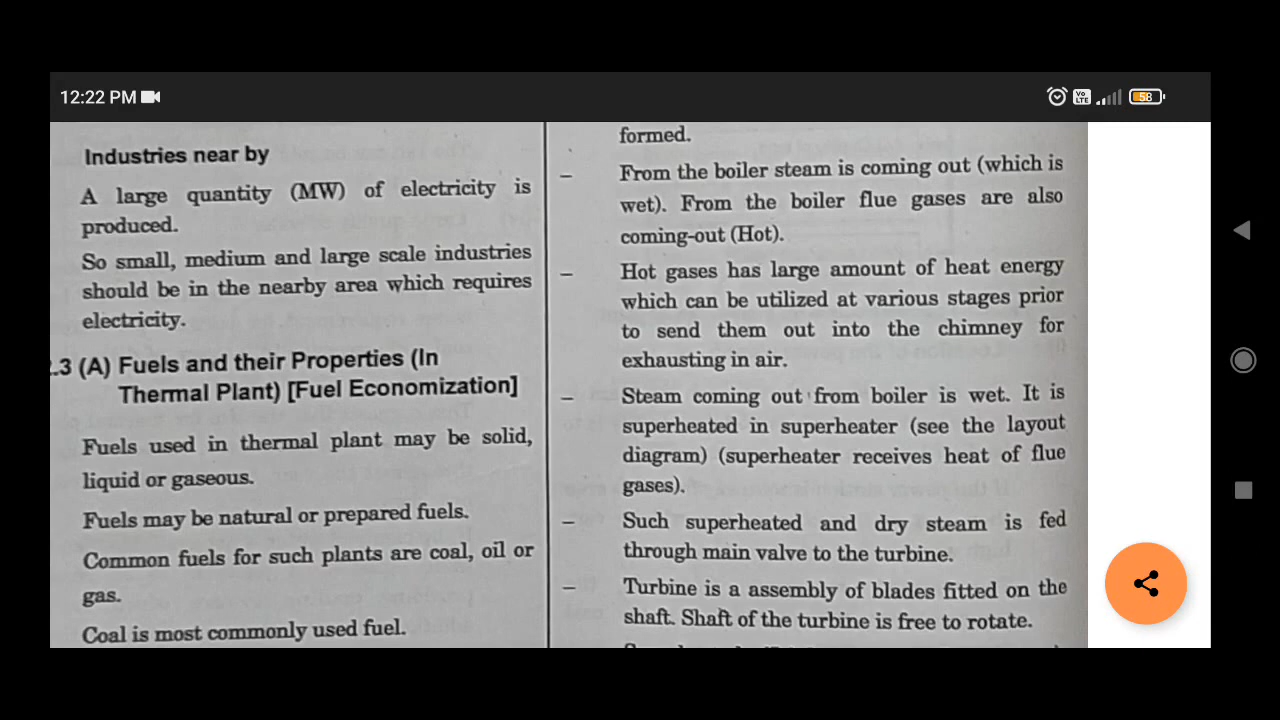 12:22 PM
Vo LTE
58
Industries near by
A large quantity (MW) of electricity is
produced.
So small, medium and large scale industries
should be in the nearby area which requires
electricity.
.3 (A) Fuels and their Properties (In
Thermal Plant) [Fuel Economization]
Fuels used in thermal plant may be solid,
liquid or gaseous.
Fuels may be natural or prepared fuels.
Common fuels for such plants are coal, oil or
gas.
Coal is most commonly used fuel.
formed.
– From the boiler steam is coming out (which is
wet). From the boiler flue gases are also
coming-out (Hot).
– Hot gases has large amount of heat energy
which can be utilized at various stages prior
to send them out into the chimney for
exhausting in air.
– Steam coming out from boiler is wet. It is
superheated in superheater (see the layout
diagram) (superheater receives heat of flue
gases).
– Such superheated and dry steam is fed
through main valve to the turbine.
– Turbine is a assembly of blades fitted on the
shaft. Shaft of the turbine is free to rotate.